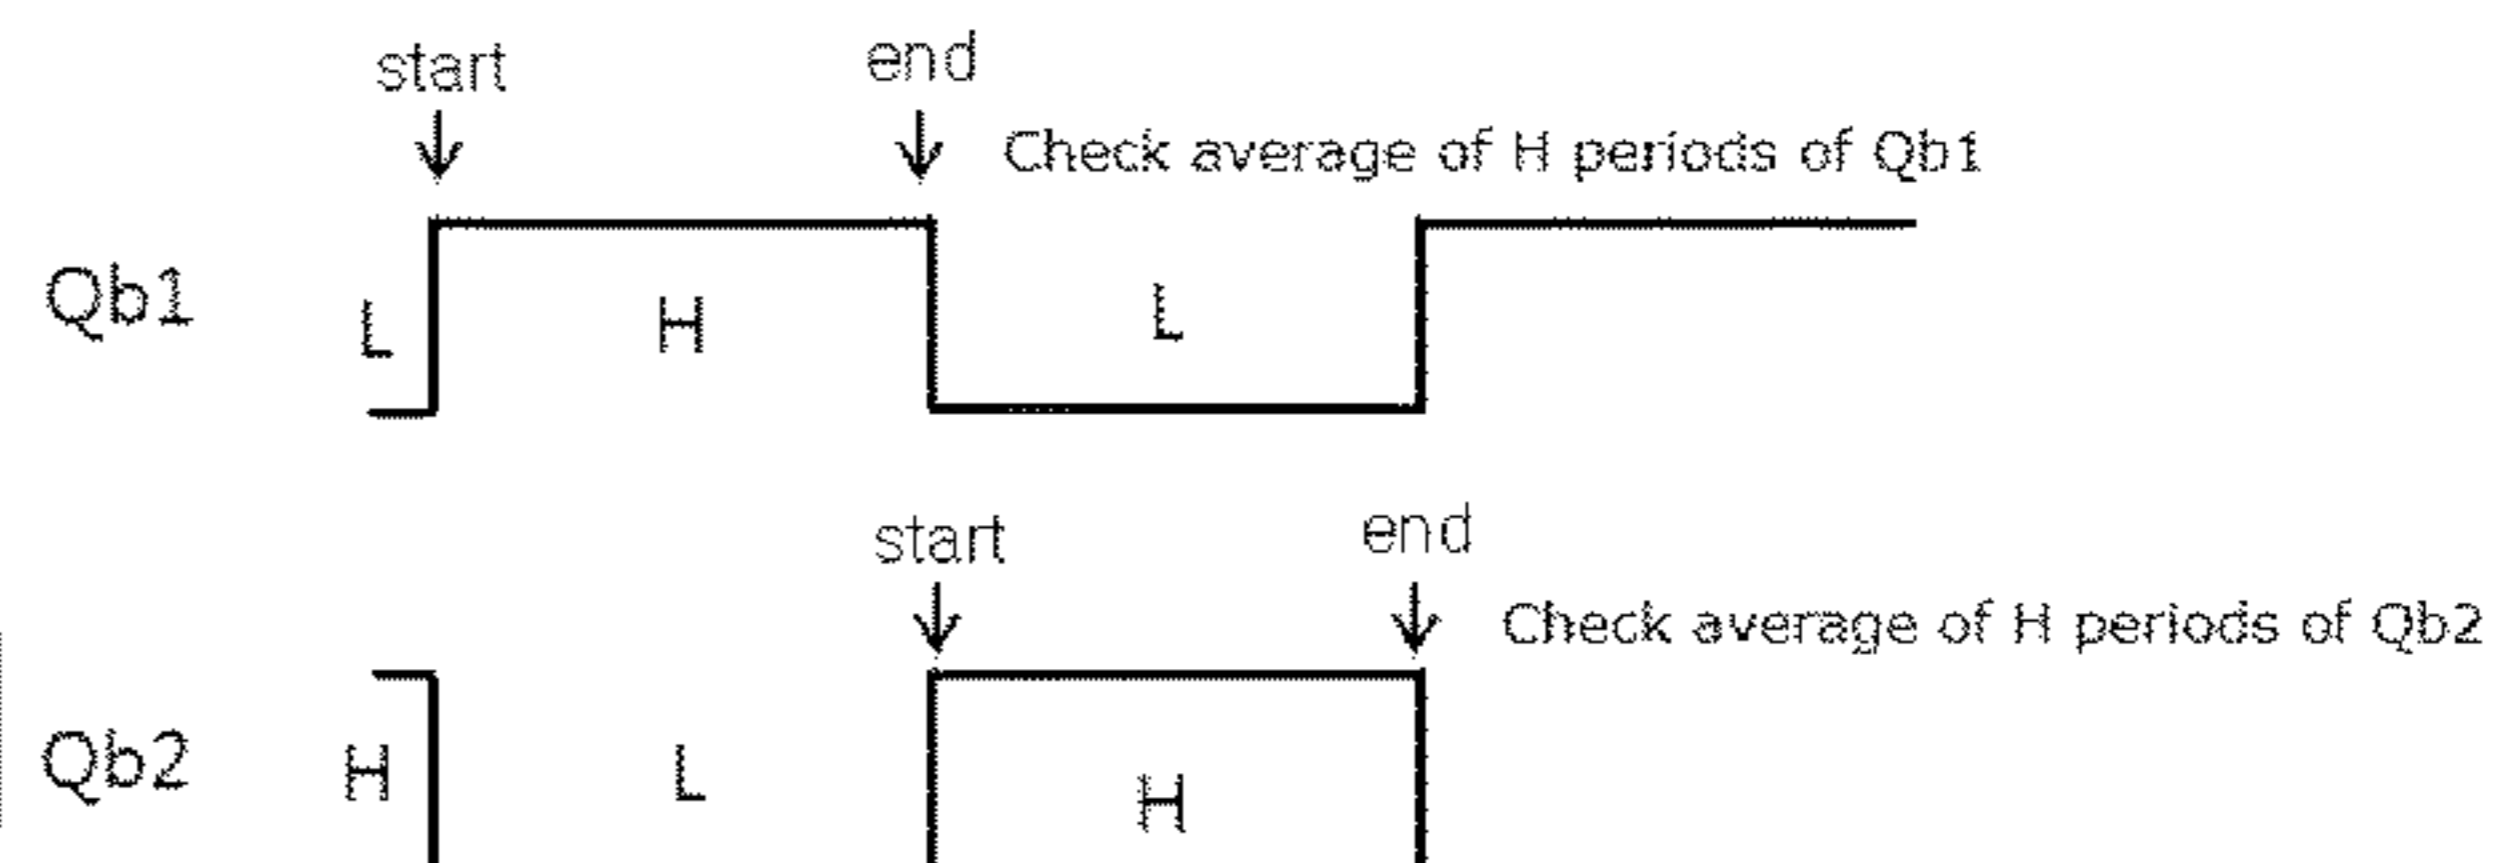 start end
Check average of H periods of Qb1
Qb1 L H L
start end
Check average of H periods of Qb2
Qb2 H L H